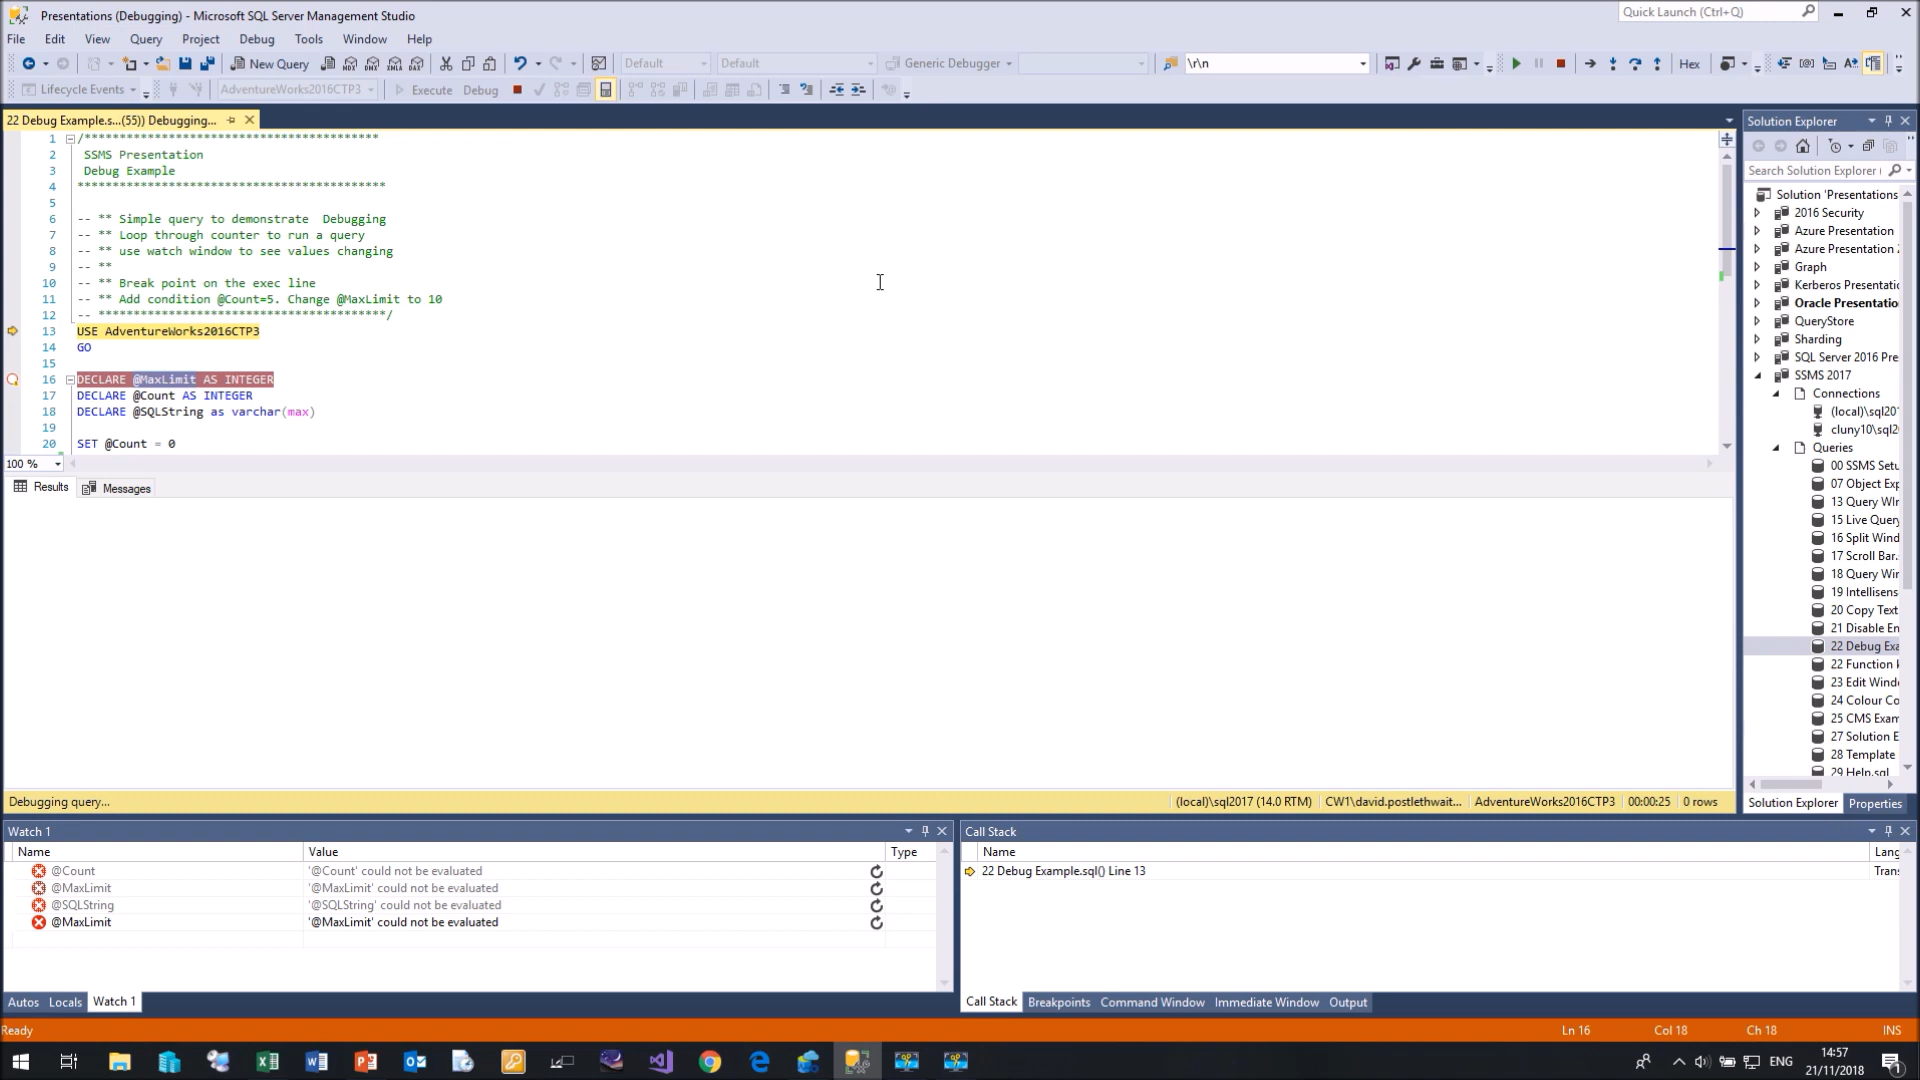 Presentations (Debugging) - Microsoft SQL Server Management Studio
Quick Launch (Ctrl+Q)
File Edit View Query Project Debug Tools Window Help
New Query Default Default Generic Debugger \r\n Hex
Lifecycle Events AdventureWorks2016CTP3 Execute Debug
22 Debug Example.s...(55)) Debugging...
1 /******************************************
2 SSMS Presentation
3 Debug Example
4 ********************************************
5
6 -- ** Simple query to demonstrate  Debugging
7 -- ** Loop through counter to run a query
8 -- ** use watch window to see values changing
9 -- **
10 -- ** Break point on the exec line
11 -- ** Add condition @Count=5. Change @MaxLimit to 10
12 -- *****************************************/
13 USE AdventureWorks2016CTP3
14 GO
15
16 DECLARE @MaxLimit AS INTEGER
17 DECLARE @Count AS INTEGER
18 DECLARE @SQLString as varchar(max)
19
20 SET @Count = 0
100 %
Results Messages
Debugging query...
(local)\sql2017 (14.0 RTM) CW1\david.postlethwait... AdventureWorks2016CTP3 00:00:25 0 rows
Solution Explorer
Search Solution Explorer (
Solution 'Presentations
2016 Security
Azure Presentation
Azure Presentation 2
Graph
Kerberos Presentatio
Oracle Presentatio
QueryStore
Sharding
SQL Server 2016 Pre
SSMS 2017
Connections
(local)\sql20
cluny10\sql2
Queries
00 SSMS Setu
07 Object Exp
13 Query WIn
15 Live Query
16 Split Wind
17 Scroll Bar.
18 Query Wir
19 Intellisens
20 Copy Text
21 Disable En
22 Debug Exa
22 Function k
23 Edit Windo
24 Colour Co
25 CMS Exam
27 Solution E
28 Template
29 Help.sql
Solution Explorer Properties
Watch 1
Name Value Type
@Count '@Count' could not be evaluated
@MaxLimit '@MaxLimit' could not be evaluated
@SQLString '@SQLString' could not be evaluated
@MaxLimit '@MaxLimit' could not be evaluated
Autos Locals Watch 1
Call Stack
Name Lang
22 Debug Example.sql() Line 13 Trans
Call Stack Breakpoints Command Window Immediate Window Output
Ready Ln 16 Col 18 Ch 18 INS
ENG 14:57
21/11/2018
1